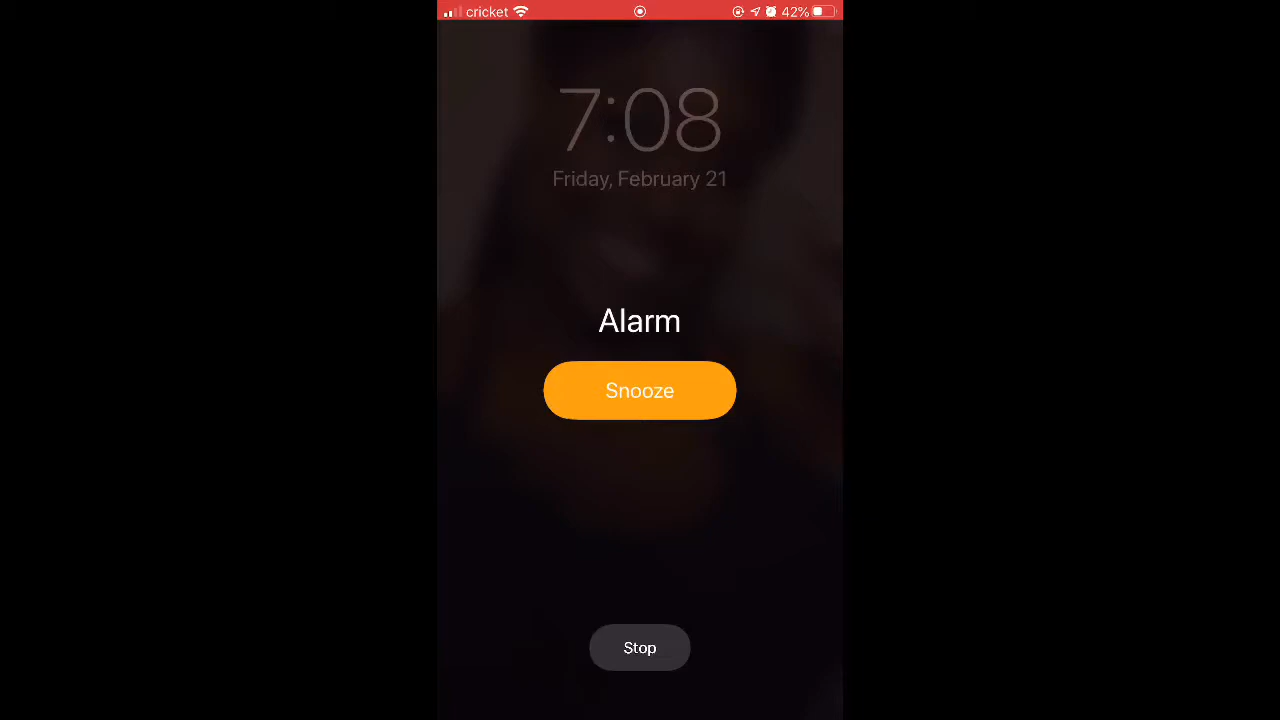 cricket 42%
7:08
Friday, February 21
Alarm
Snooze
Stop